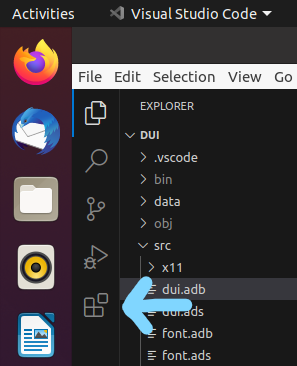 Activities Visual Studio Code
File Edit Selection View Go
EXPLORER
DUI
.vscode
bin
data
obj
src
x11
dui.adb
dui.ads
font.adb
font.ads